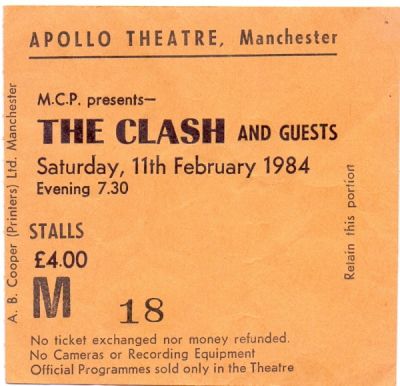 APOLLO THEATRE, Manchester
M.C.P. presents—
THE CLASH AND GUESTS
Saturday, 11th February 1984
Evening 7.30
STALLS
£4.00
M 18
No ticket exchanged nor money refunded.
No Cameras or Recording Equipment
Official Programmes sold only in the Theatre
A. B. Cooper (Printers) Ltd. Manchester
Retain this portion